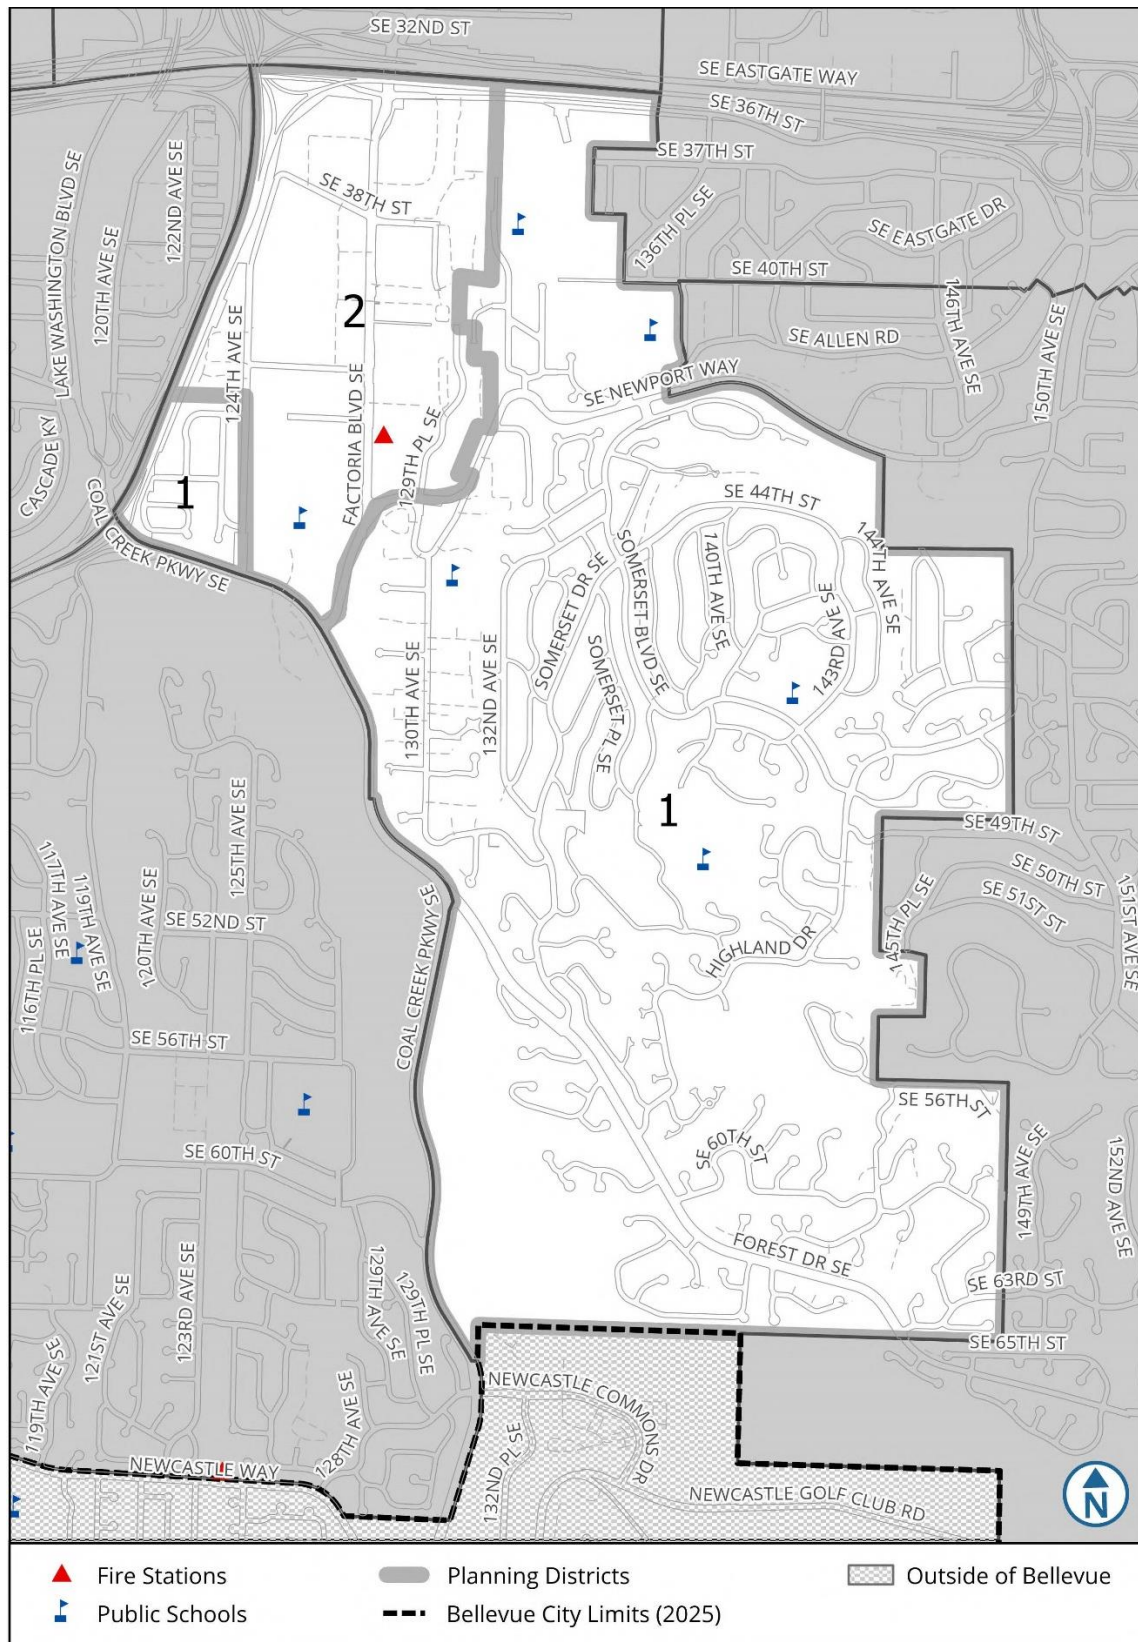 SE 32ND ST
SE EASTGATE WAY
SE 36TH ST
SE 37TH ST
122ND AVE SE
LAKE WASHINGTON BLVD SE
120TH AVE SE
SE 38TH ST
136TH PL SE
SE EASTGATE DR
SE 40TH ST
146TH AVE SE
150TH AVE SE
SE ALLEN RD
2
124TH AVE SE
SE NEWPORT WAY
FACTORIA BLVD SE
129TH PL SE
CASCADE KY
1
COAL CREEK PKWY SE
SE 44TH ST
144TH AVE SE
140TH AVE SE
SOMERSET BLVD SE
SOMERSET DR SE
143RD AVE SE
SOMERSET PL SE
130TH AVE SE
132ND AVE SE
1
SE 49TH ST
125TH AVE SE
117TH AVE SE
119TH AVE SE
120TH AVE SE
SE 52ND ST
116TH PL SE
SE 50TH ST
SE 51ST ST
151ST AVE SE
145TH PL SE
HIGHLAND DR
COAL CREEK PKWY SE
SE 56TH ST
SE 56TH ST
SE 60TH ST
SE 60TH ST
149TH AVE SE
152ND AVE SE
FOREST DR SE
SE 63RD ST
129TH AVE SE
129TH PL SE
121ST AVE SE
123RD AVE SE
119TH AVE SE
SE 65TH ST
128TH AVE SE
NEWCASTLE COMMONS DR
132ND PL SE
NEWCASTLE WAY
NEWCASTLE GOLF CLUB RD
N
Fire Stations
Planning Districts
Outside of Bellevue
Public Schools
Bellevue City Limits (2025)